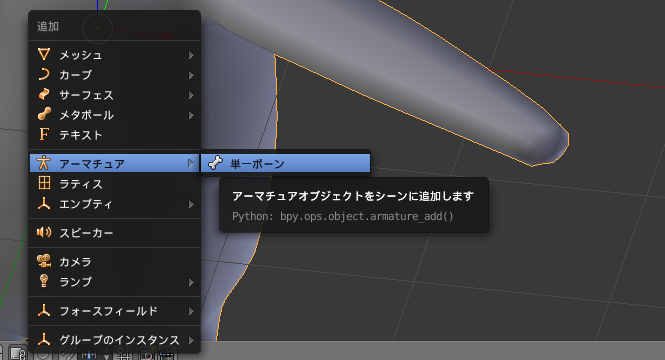 追加
メッシュ
カーブ
サーフェス
メタボール
テキスト
アーマチュア
単一ボーン
ラティス
アーマチュアオブジェクトをシーンに追加します
エンプティ
Python: bpy.ops.object.armature_add()
スピーカー
カメラ
ランプ
フォースフィールド
グループのインスタンス